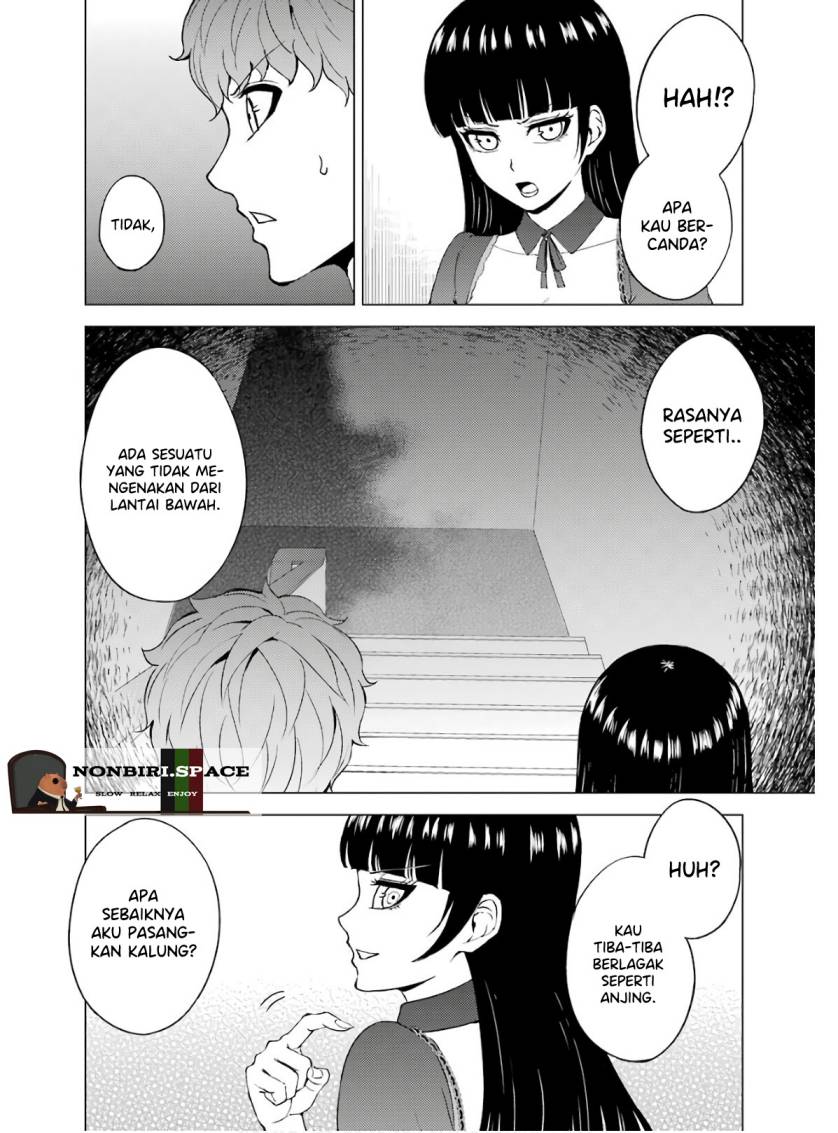 HAH!?
APA
KAU BER-
CANDA?
TIDAK,
RASANYA
SEPERTI..
ADA SESUATU
YANG TIDAK ME-
NGENAKAN DARI
LANTAI BAWAH.
NONBIRI.SPACE
SLOW RELAX ENJOY
HUH?
KAU
TIBA-TIBA
BERLAGAK
SEPERTI
ANJING.
APA
SEBAIKNYA
AKU PASANG-
KAN KALUNG?